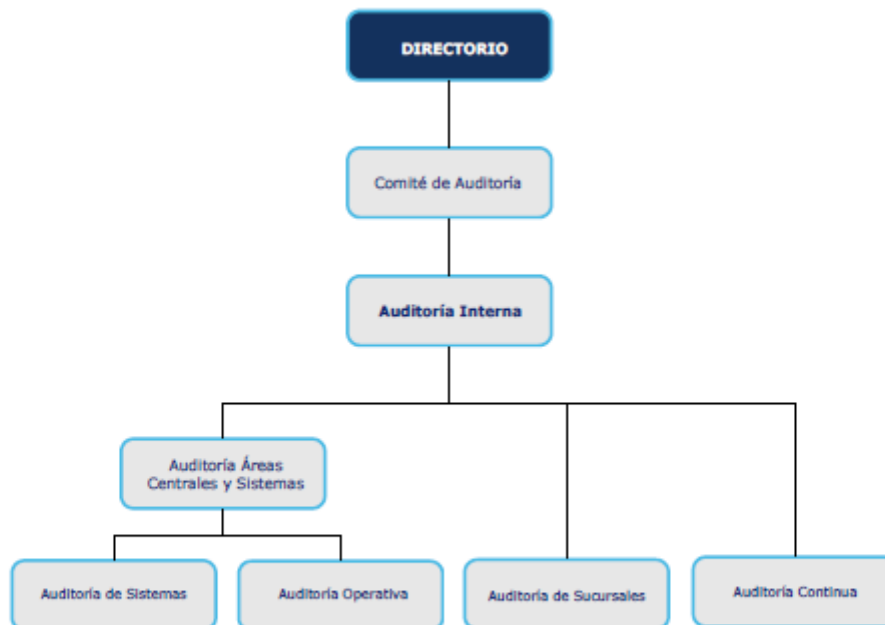 DIRECTORIO
Comité de Auditoría
Auditoría Interna
Auditoría Áreas
Centrales y Sistemas
Auditoría de Sistemas
Auditoría Operativa
Auditoría de Sucursales
Auditoría Continua